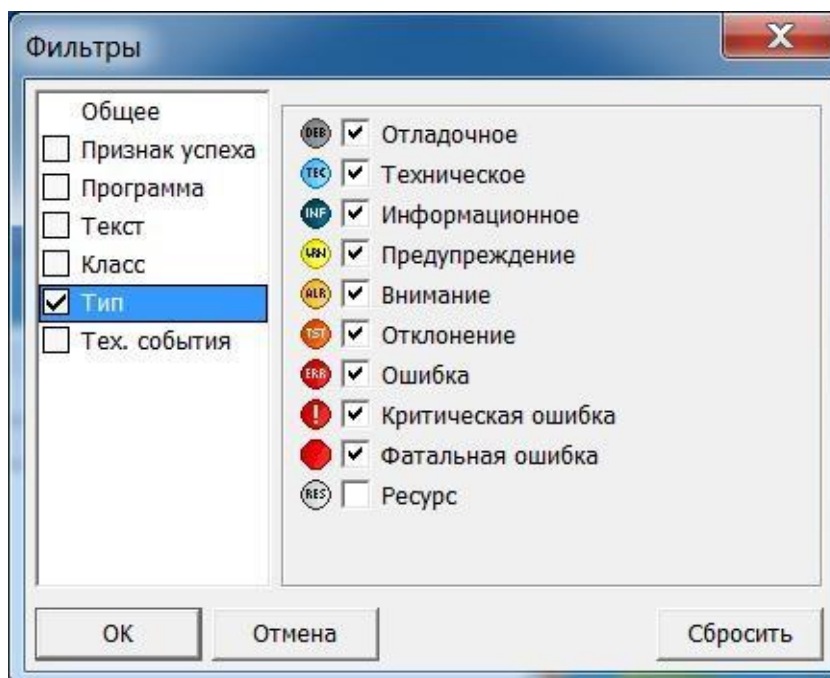 Фильтры
Общее
Признак успеха
Программа
Текст
Класс
Тип
Тех. события
DEB Отладочное
TEC Техническое
INF Информационное
WRN Предупреждение
ALR Внимание
TST Отклонение
ERR Ошибка
! Критическая ошибка
Фатальная ошибка
RES Ресурс
OK Отмена Сбросить